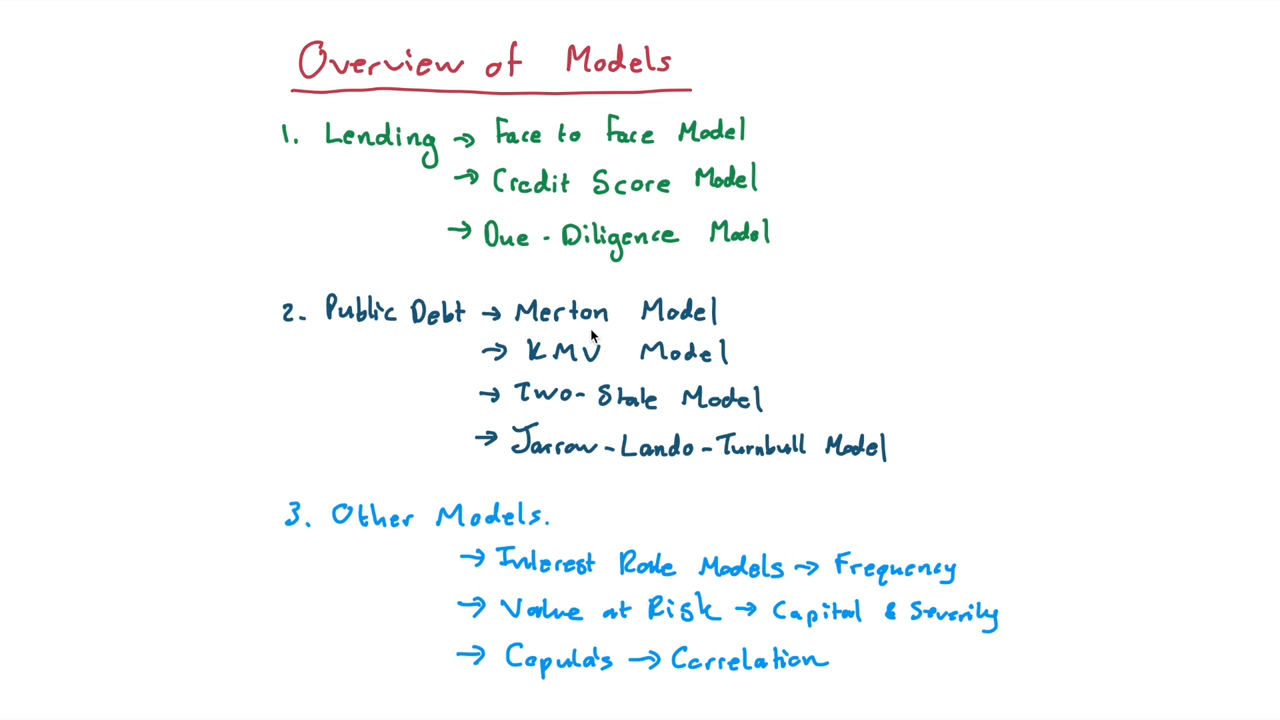 Overview of Models
1. Lending → Face to Face Model
→ Credit Score Model
→ Due - Diligence Model
2. Public Debt → Merton Model
→ KMV Model
→ Two-State Model
→ Jarrow-Lando-Turnbull Model
3. Other Models.
→ Interest Rate Models → Frequency
→ Value at Risk → Capital & Severity
→ Copula's → Correlation